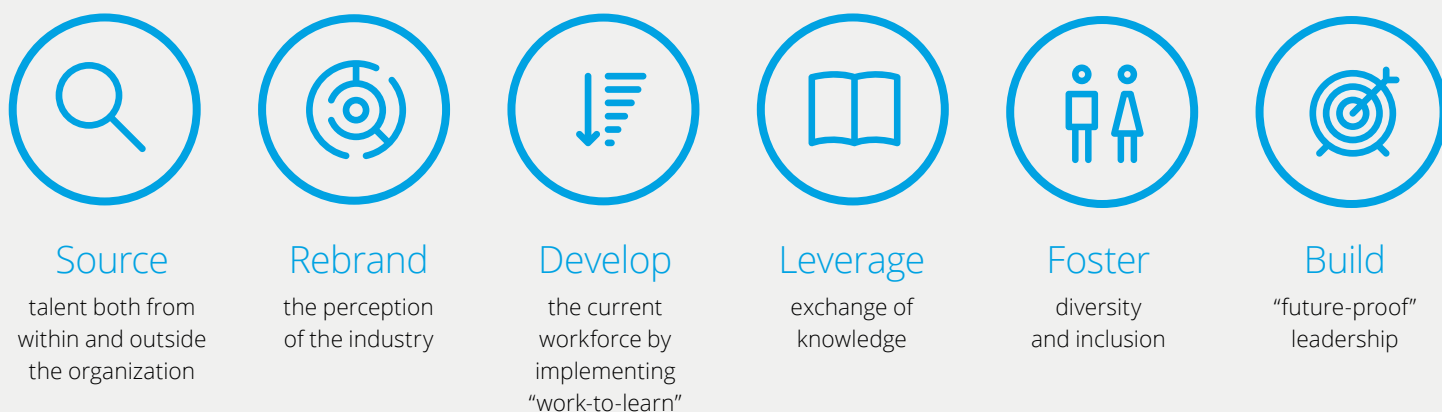 Source
talent both from
within and outside
the organization
Rebrand
the perception
of the industry
Develop
the current
workforce by
implementing
“work-to-learn”
Leverage
exchange of
knowledge
Foster
diversity
and inclusion
Build
“future-proof”
leadership